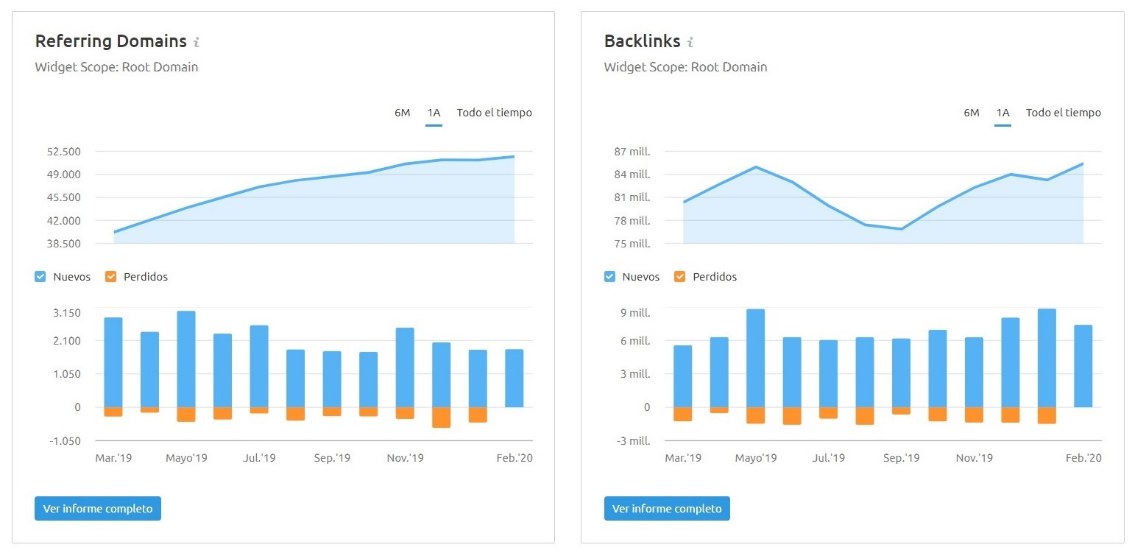 Referring Domains i
Widget Scope: Root Domain
6M 1A Todo el tiempo
52.500
49.000
45.500
42.000
38.500
Nuevos Perdidos
3.150
2.100
1.050
0
-1.050
Mar.'19 Mayo'19 Jul.'19 Sep.'19 Nov.'19 Feb.'20
Ver informe completo
Backlinks i
Widget Scope: Root Domain
6M 1A Todo el tiempo
87 mill.
84 mill.
81 mill.
78 mill.
75 mill.
Nuevos Perdidos
9 mill.
6 mill.
3 mill.
0
-3 mill.
Mar.'19 Mayo'19 Jul.'19 Sep.'19 Nov.'19 Feb.'20
Ver informe completo